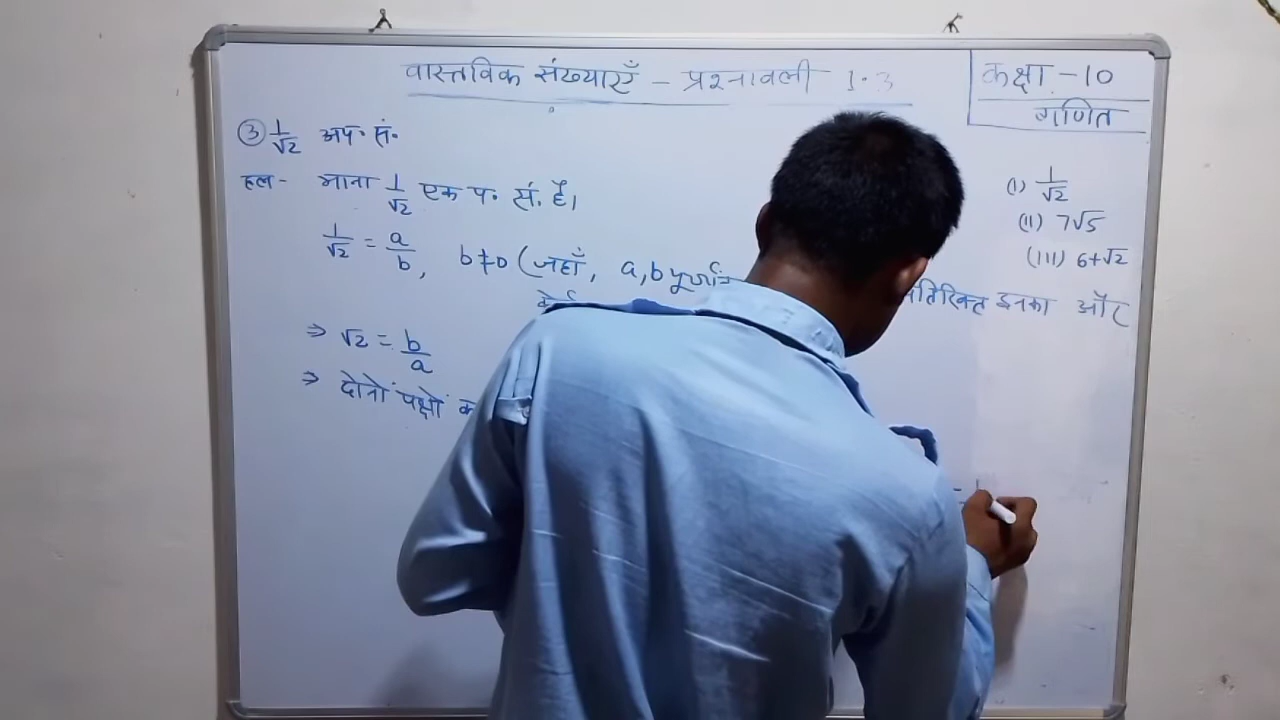 वास्तविक संख्याएँ - प्रश्नावली 1.3
कक्षा - 10
गणित
③ 1/√2 अप. सं.
हल - माना 1/√2 एक प. सं. है।
1/√2 = a/b, b≠0 (जहाँ, a,b पूर्णांक
अतिरिक्त इनका और
कोई
⇒ √2 = b/a
⇒ दोनों पक्षों का
(i) 1/√2
(ii) 7√5
(iii) 6+√2